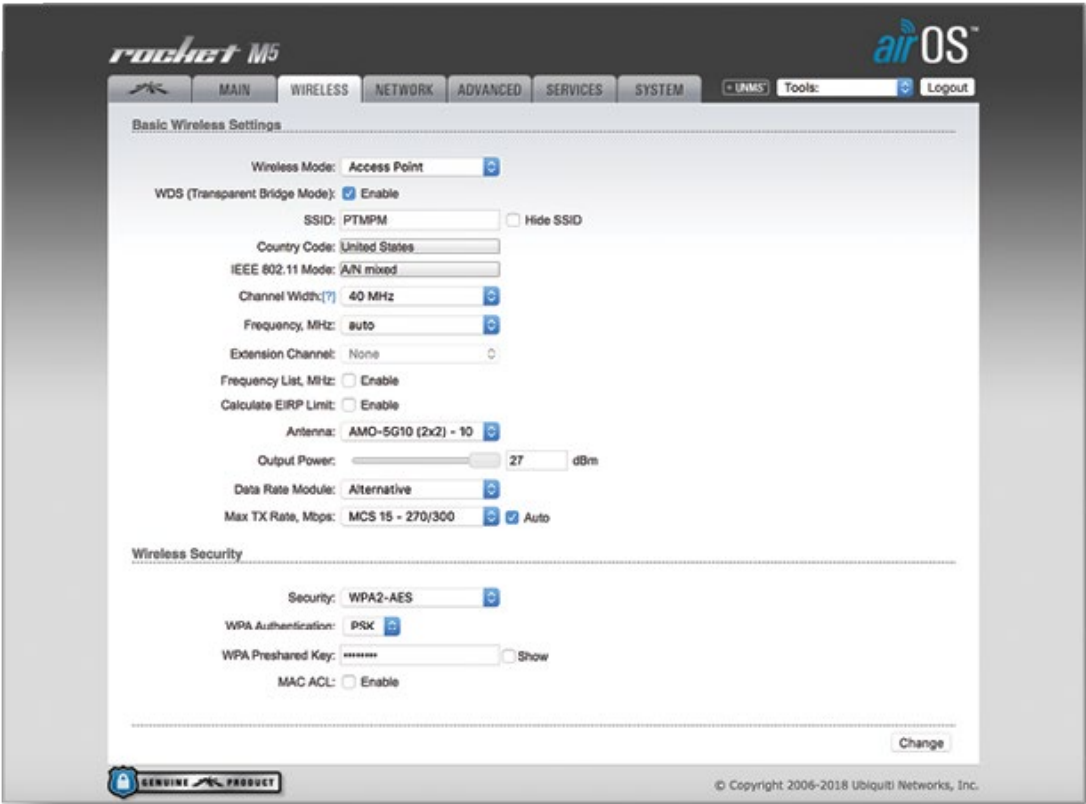 rocket M5
airOS™
MAIN WIRELESS NETWORK ADVANCED SERVICES SYSTEM UNMS Tools: Logout
Basic Wireless Settings
Wireless Mode: Access Point
WDS (Transparent Bridge Mode): Enable
SSID: PTMPM Hide SSID
Country Code: United States
IEEE 802.11 Mode: A/N mixed
Channel Width:[?] 40 MHz
Frequency, MHz: auto
Extension Channel: None
Frequency List, MHz: Enable
Calculate EIRP Limit: Enable
Antenna: AMO-5G10 (2x2) - 10
Output Power: 27 dBm
Data Rate Module: Alternative
Max TX Rate, Mbps: MCS 15 - 270/300 Auto
Wireless Security
Security: WPA2-AES
WPA Authentication: PSK
WPA Preshared Key: •••••••• Show
MAC ACL: Enable
Change
GENUINE PRODUCT
© Copyright 2006-2018 Ubiquiti Networks, Inc.